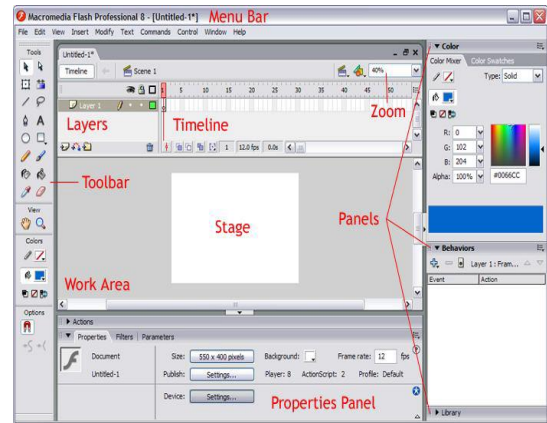 Macromedia Flash Professional 8 - [Untitled-1*] Menu Bar
File Edit View Insert Modify Text Commands Control Window Help
Tools
View
Colors
Options
Toolbar
Untitled-1*
Timeline Scene 1 40%
1 5 10 15 20 25 30 35 40 45 50
Layer 1
Layers Timeline Zoom
1 12.0 fps 0.0s
Stage
Work Area
Panels
Color
Color Mixer Color Swatches
Type: Solid
R: 0
G: 102
B: 204
Alpha: 100% #0066CC
Behaviors
Layer 1: Fram...
Event Action
Library
Actions
Properties Filters Parameters
Document Size: 550 x 400 pixels Background: Frame rate: 12 fps
Untitled-1 Publish: Settings... Player: 8 ActionScript: 2 Profile: Default
Device: Settings...
Properties Panel